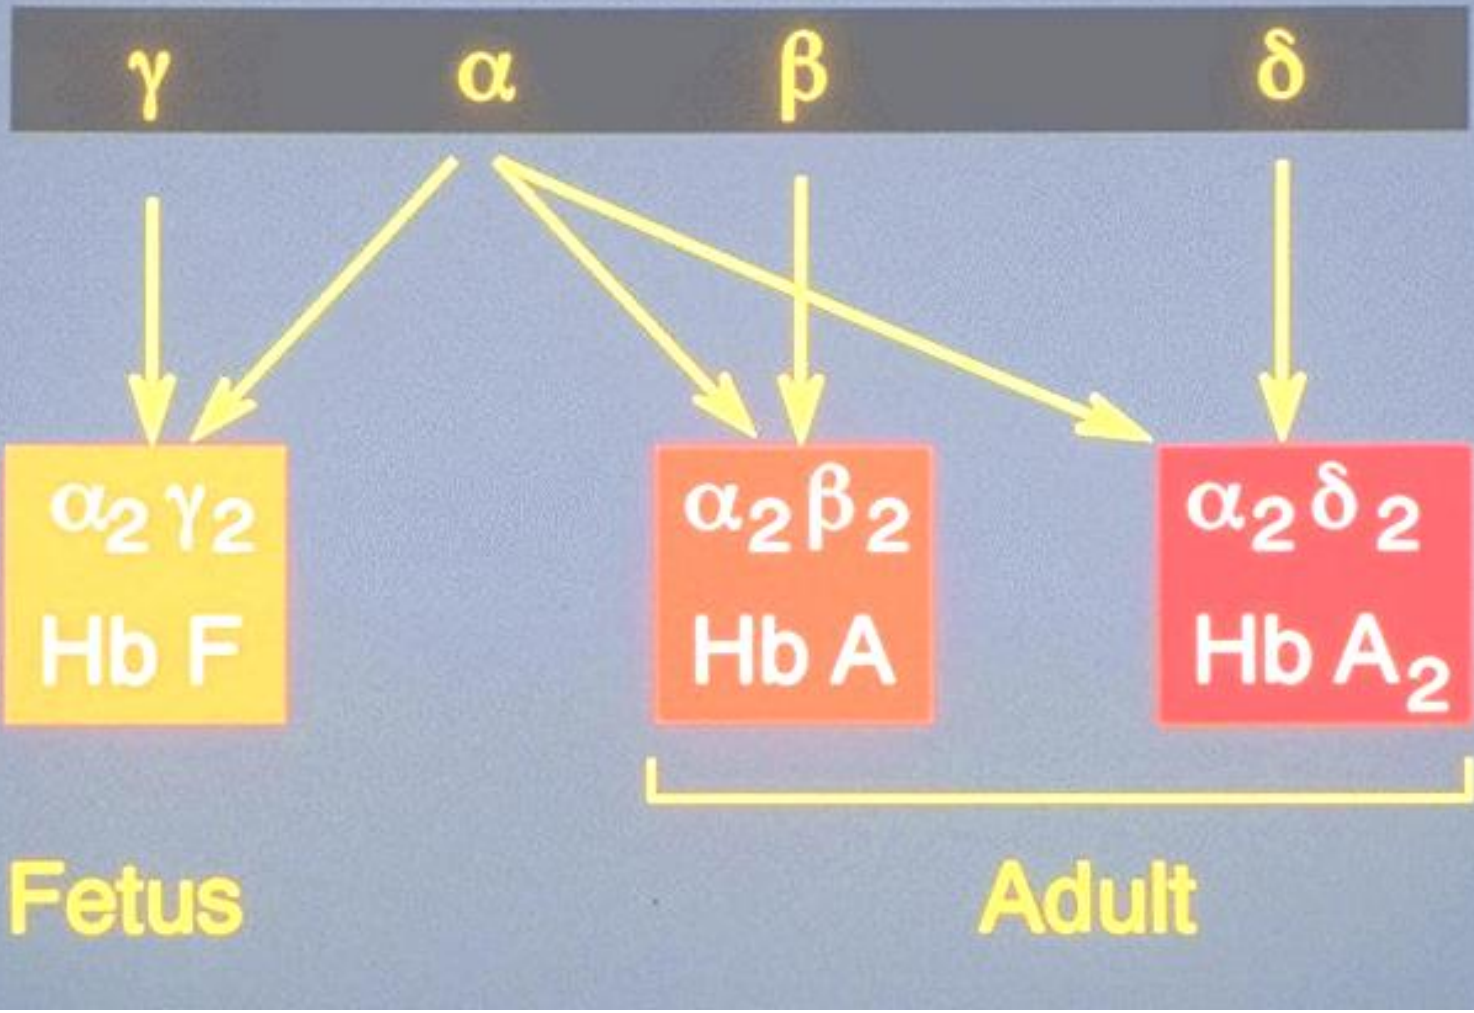 γ α β δ
α₂γ₂ α₂β₂ α₂δ₂
Hb F Hb A Hb A₂
Fetus Adult